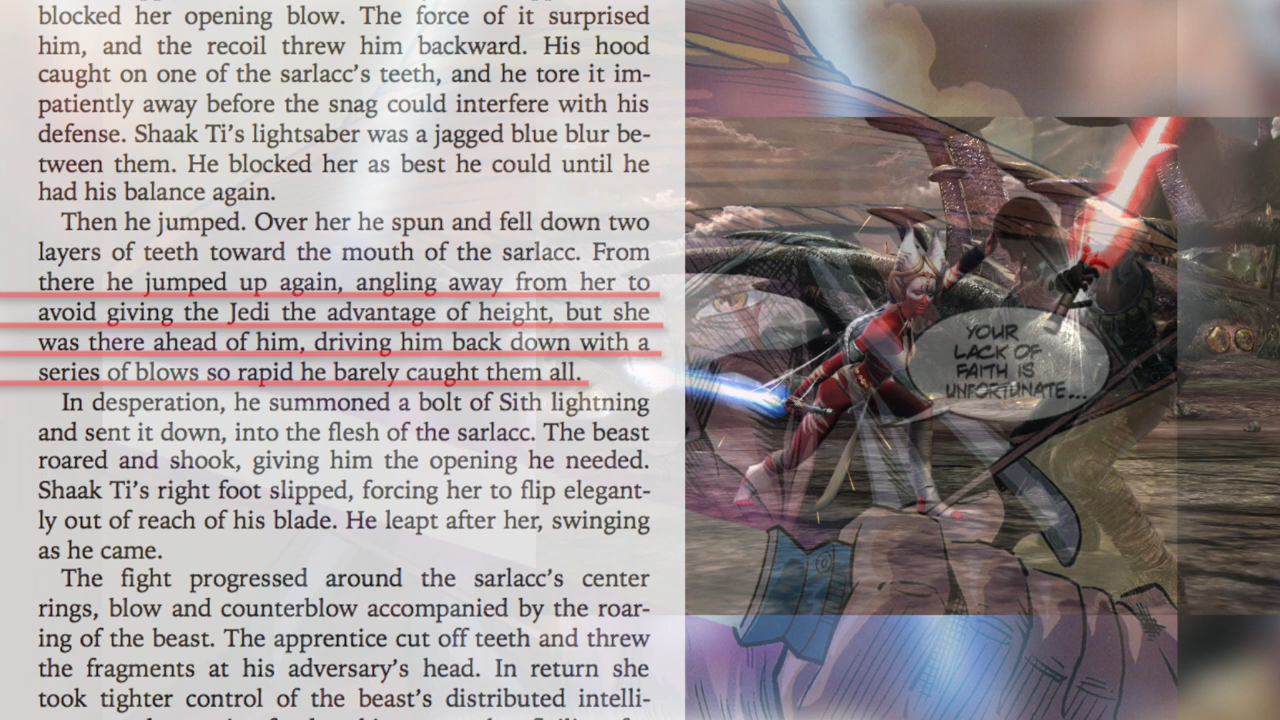 blocked her opening blow. The force of it surprised
him, and the recoil threw him backward. His hood
caught on one of the sarlacc's teeth, and he tore it im-
patiently away before the snag could interfere with his
defense. Shaak Ti's lightsaber was a jagged blue blur be-
tween them. He blocked her as best he could until he
had his balance again.
Then he jumped. Over her he spun and fell down two
layers of teeth toward the mouth of the sarlacc. From
there he jumped up again, angling away from her to
avoid giving the Jedi the advantage of height, but she
was there ahead of him, driving him back down with a
series of blows so rapid he barely caught them all.
In desperation, he summoned a bolt of Sith lightning
and sent it down, into the flesh of the sarlacc. The beast
roared and shook, giving him the opening he needed.
Shaak Ti's right foot slipped, forcing her to flip elegant-
ly out of reach of his blade. He leapt after her, swinging
as he came.
The fight progressed around the sarlacc's center
rings, blow and counterblow accompanied by the roar-
ing of the beast. The apprentice cut off teeth and threw
the fragments at his adversary's head. In return she
took tighter control of the beast's distributed intelli-
YOUR
LACK OF
FAITH IS
UNFORTUNATE...